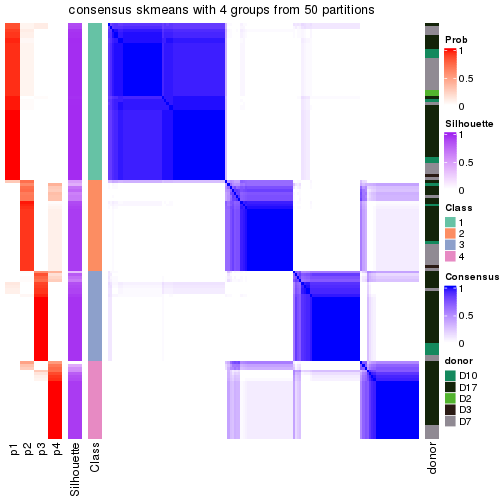 consensus skmeans with 4 groups from 50 partitions
Prob
1
0.5
0
Silhouette
1
0.5
0
Class
1
2
3
4
Consensus
1
0.5
0
donor
D10
D17
D2
D3
D7
p1
p2
p3
p4
Silhouette
Class
donor